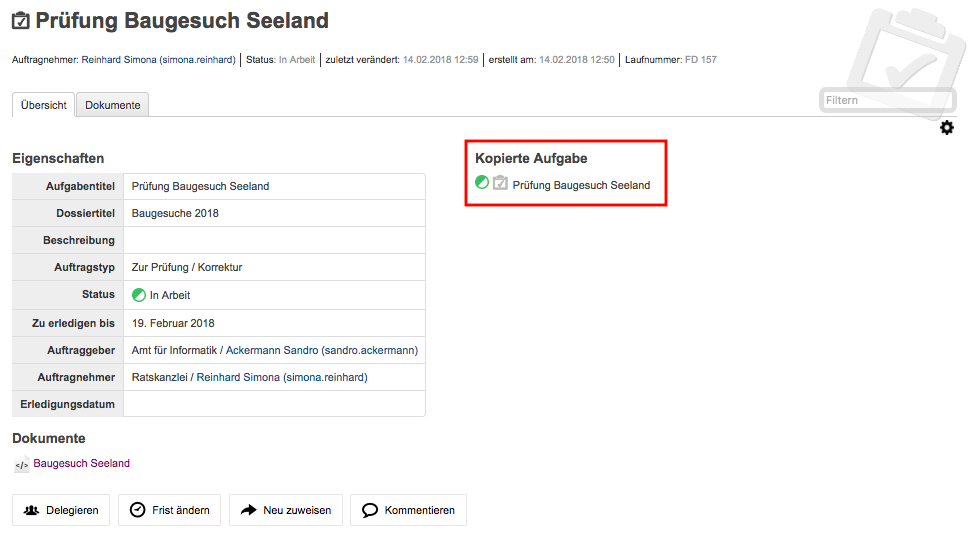 Prüfung Baugesuch Seeland
Auftragnehmer: Reinhard Simona (simona.reinhard) | Status: In Arbeit | zuletzt verändert: 14.02.2018 12:59 | erstellt am: 14.02.2018 12:50 | Laufnummer: FD 157
Filtern
Übersicht Dokumente
Eigenschaften
Aufgabentitel Prüfung Baugesuch Seeland
Dossiertitel Baugesuche 2018
Beschreibung
Auftragstyp Zur Prüfung / Korrektur
Status In Arbeit
Zu erledigen bis 19. Februar 2018
Auftraggeber Amt für Informatik / Ackermann Sandro (sandro.ackermann)
Auftragnehmer Ratskanzlei / Reinhard Simona (simona.reinhard)
Erledigungsdatum
Kopierte Aufgabe
Prüfung Baugesuch Seeland
Dokumente
Baugesuch Seeland
Delegieren Frist ändern Neu zuweisen Kommentieren